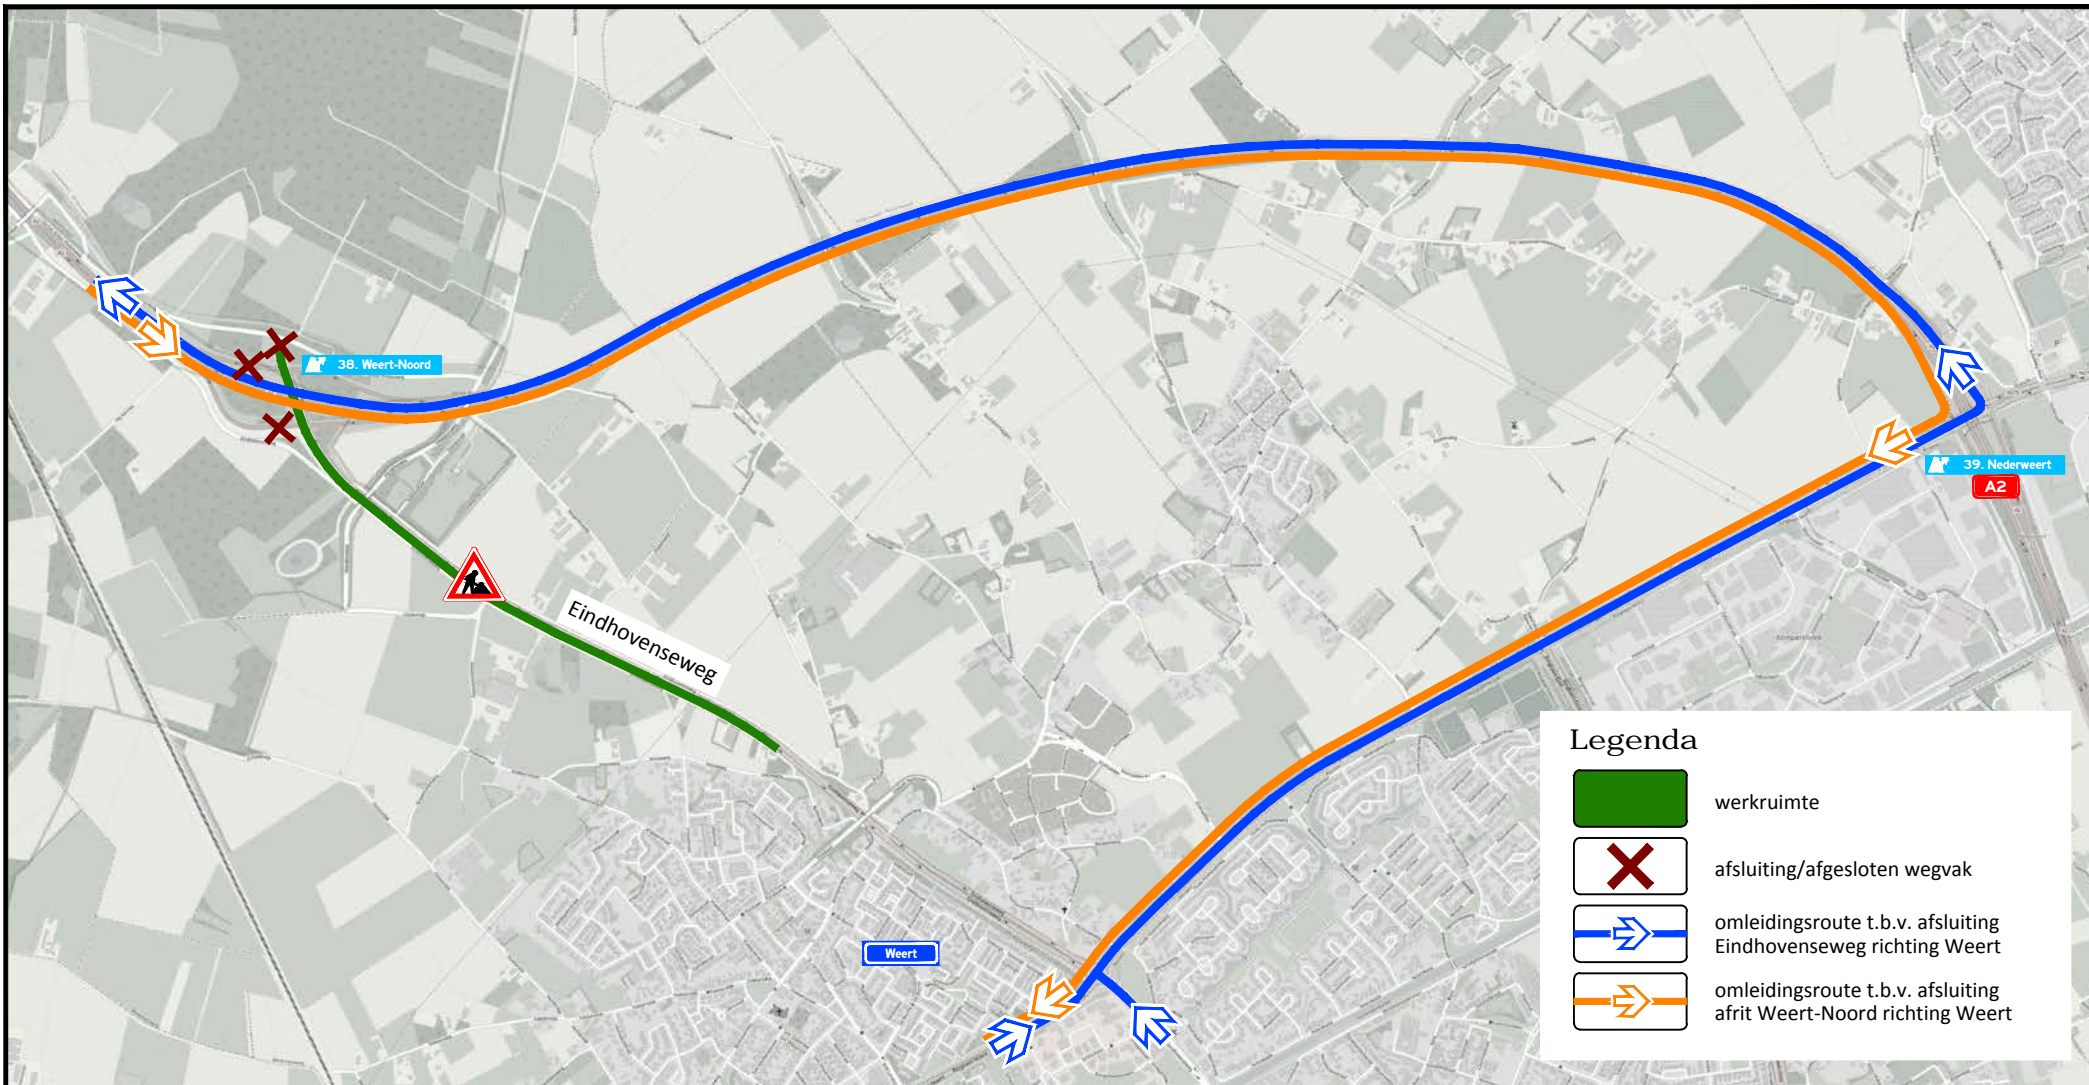 38. Weert-Noord
39. Nederweert
A2
Eindhovenseweg
Weert
Legenda
werkruimte
afsluiting/afgesloten wegvak
omleidingsroute t.b.v. afsluiting
Eindhovenseweg richting Weert
omleidingsroute t.b.v. afsluiting
afrit Weert-Noord richting Weert